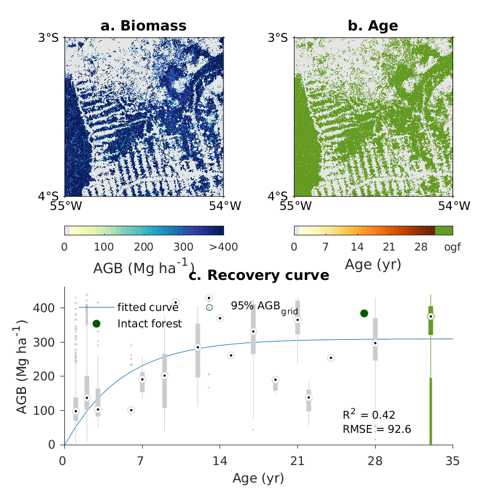 a. Biomass
b. Age
3°S
4°S
55°W
54°W
3°S
4°S
55°W
54°W
0 100 200 300 >400
AGB (Mg ha-1)
0 7 14 21 28 ogf
Age (yr)
c. Recovery curve
AGB (Mg ha-1)
400
300
200
100
0
fitted curve
Intact forest
95% AGBgrid
R2 = 0.42
RMSE = 92.6
0 7 14 21 28 35
Age (yr)